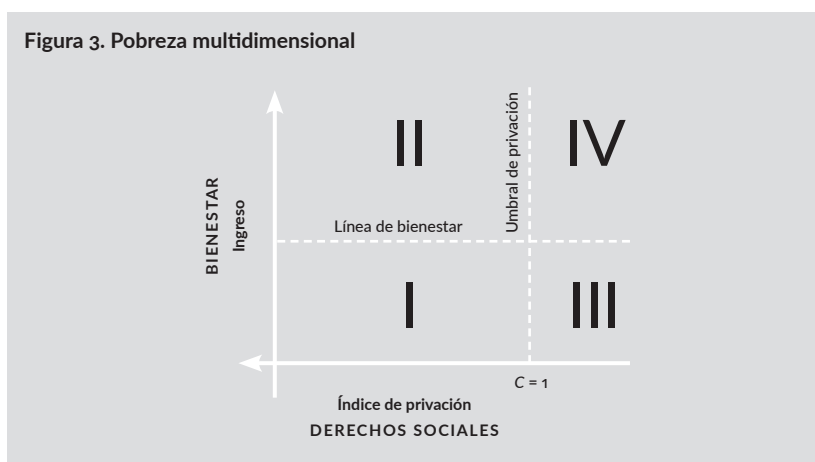 Figura 3. Pobreza multidimensional
BIENESTAR
Ingreso
II
Umbral de privación
IV
Línea de bienestar
I
III
C = 1
Índice de privación
DERECHOS SOCIALES